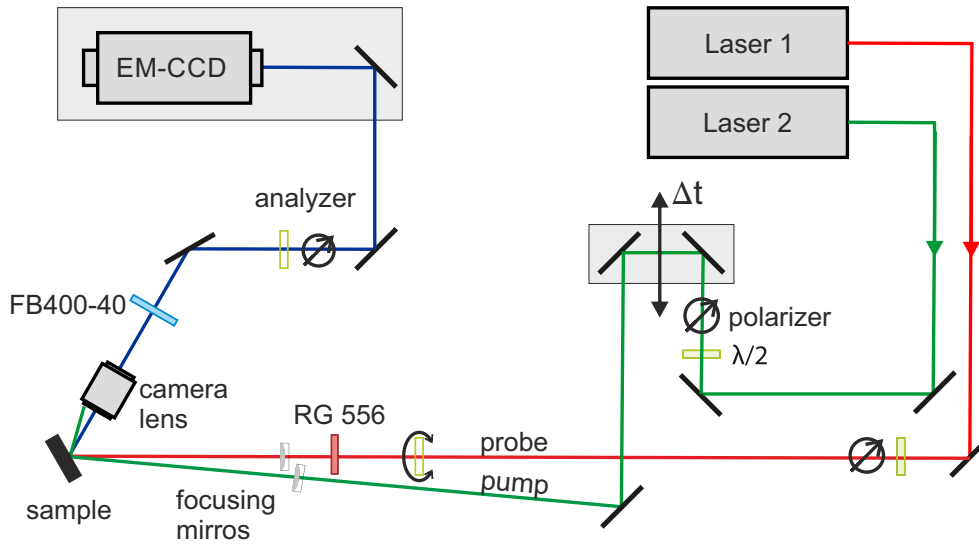 EM-CCD
Laser 1
Laser 2
Δt
analyzer
FB400-40
polarizer
λ/2
camera
lens
RG 556
probe
pump
sample
focusing
mirros